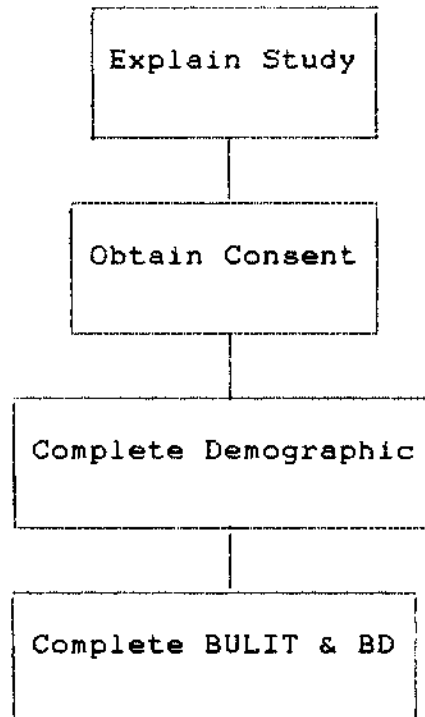 Explain Study
Obtain Consent
Complete Demographic
Complete BULIT & BD